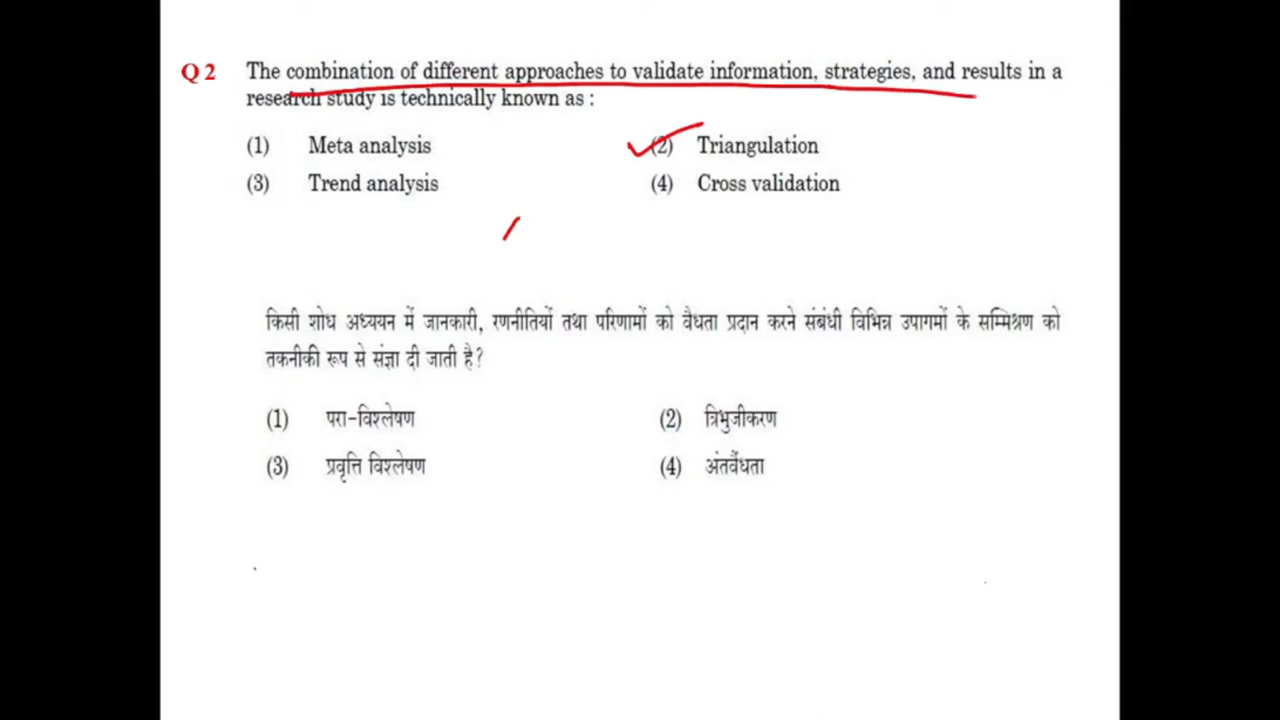 Q 2 The combination of different approaches to validate information, strategies, and results in a
research study is technically known as :
(1) Meta analysis (2) Triangulation
(3) Trend analysis (4) Cross validation
किसी शोध अध्ययन में जानकारी, रणनीतियों तथा परिणामों को वैधता प्रदान करने संबंधी विभिन्न उपागमों के सम्मिश्रण को
तकनीकी रूप से संज्ञा दी जाती है?
(1) परा-विश्लेषण (2) त्रिभुजीकरण
(3) प्रवृत्ति विश्लेषण (4) अंतर्वैधता